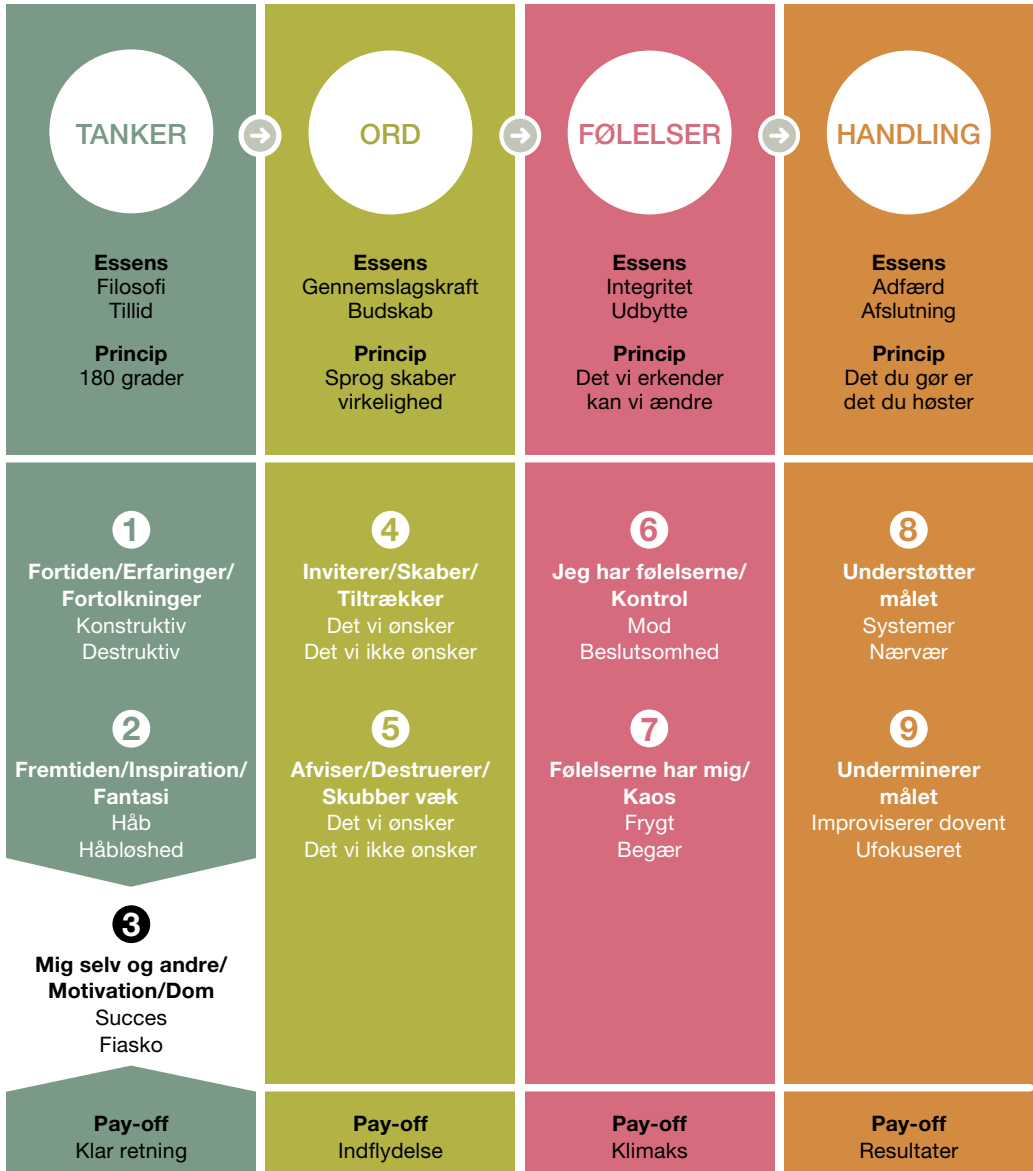 TANKER
Essens
Filosofi
Tillid
Princip
180 grader
1
Fortiden/Erfaringer/
Fortolkninger
Konstruktiv
Destruktiv
2
Fremtiden/Inspiration/
Fantasi
Håb
Håbløshed
3
Mig selv og andre/
Motivation/Dom
Succes
Fiasko
Pay-off
Klar retning
ORD
Essens
Gennemslagskraft
Budskab
Princip
Sprog skaber
virkelighed
4
Inviterer/Skaber/
Tiltrækker
Det vi ønsker
Det vi ikke ønsker
5
Afviser/Destruerer/
Skubber væk
Det vi ønsker
Det vi ikke ønsker
Pay-off
Indflydelse
FØLELSER
Essens
Integritet
Udbytte
Princip
Det vi erkender
kan vi ændre
6
Jeg har følelserne/
Kontrol
Mod
Beslutsomhed
7
Følelserne har mig/
Kaos
Frygt
Begær
Pay-off
Klimaks
HANDLING
Essens
Adfærd
Afslutning
Princip
Det du gør er
det du høster
8
Understøtter
målet
Systemer
Nærvær
9
Underminerer
målet
Improviserer dovent
Ufokuseret
Pay-off
Resultater